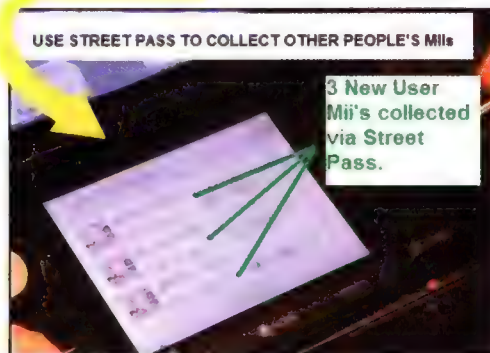 USE STREET PASS TO COLLECT OTHER PEOPLE'S MIIs
3 New User
Mii's collected
via Street
Pass.